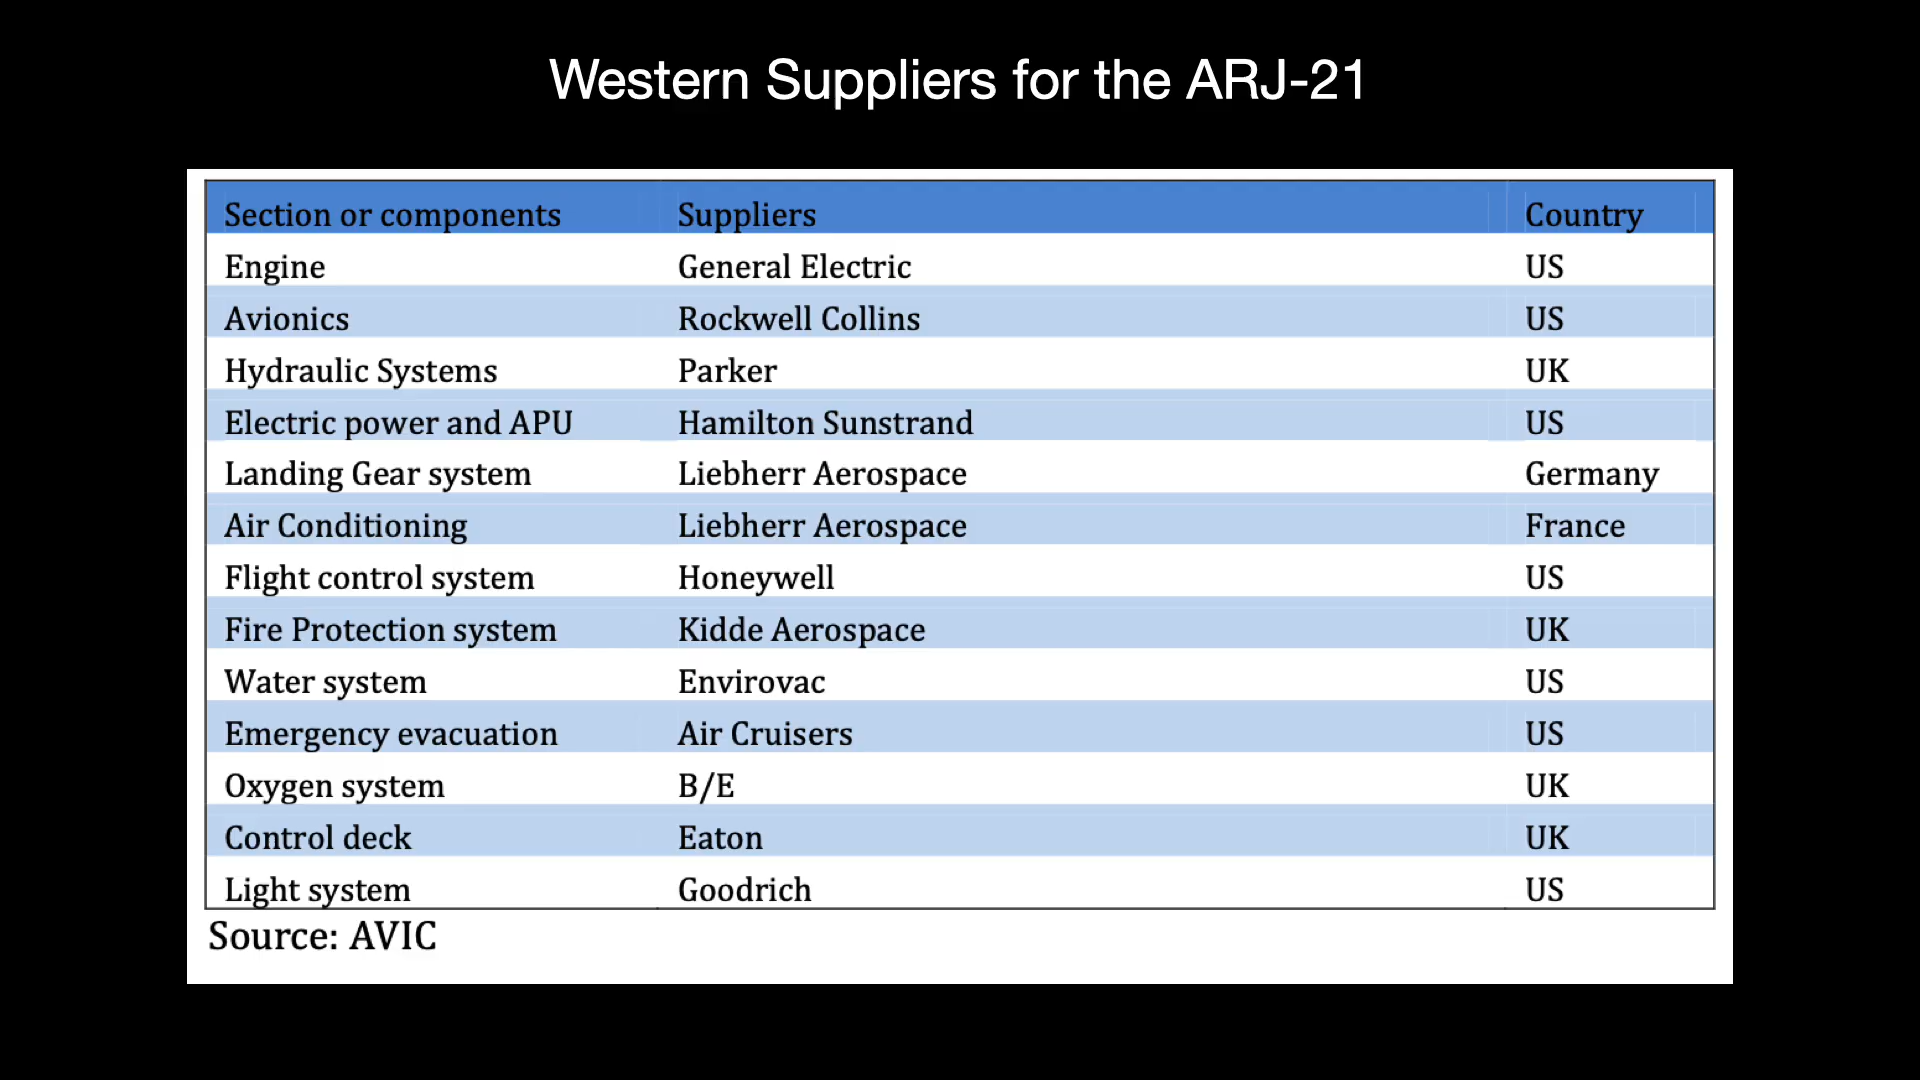 Western Suppliers for the ARJ-21
Section or components Suppliers Country
Engine General Electric US
Avionics Rockwell Collins US
Hydraulic Systems Parker UK
Electric power and APU Hamilton Sunstrand US
Landing Gear system Liebherr Aerospace Germany
Air Conditioning Liebherr Aerospace France
Flight control system Honeywell US
Fire Protection system Kidde Aerospace UK
Water system Envirovac US
Emergency evacuation Air Cruisers US
Oxygen system B/E UK
Control deck Eaton UK
Light system Goodrich US
Source: AVIC